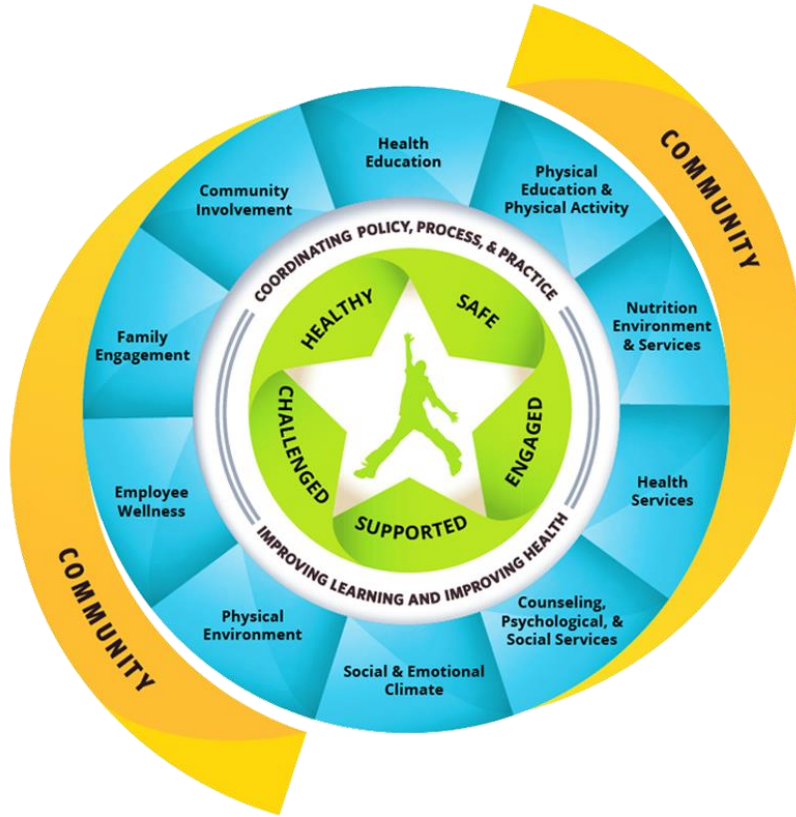 COMMUNITY
Health
Education
Physical
Education &
Physical Activity
Nutrition
Environment
& Services
Health
Services
Counseling,
Psychological, &
Social Services
Social & Emotional
Climate
Physical
Environment
Employee
Wellness
Family
Engagement
Community
Involvement
COORDINATING POLICY, PROCESS, & PRACTICE
IMPROVING LEARNING AND IMPROVING HEALTH
HEALTHY
SAFE
ENGAGED
SUPPORTED
CHALLENGED
COMMUNITY